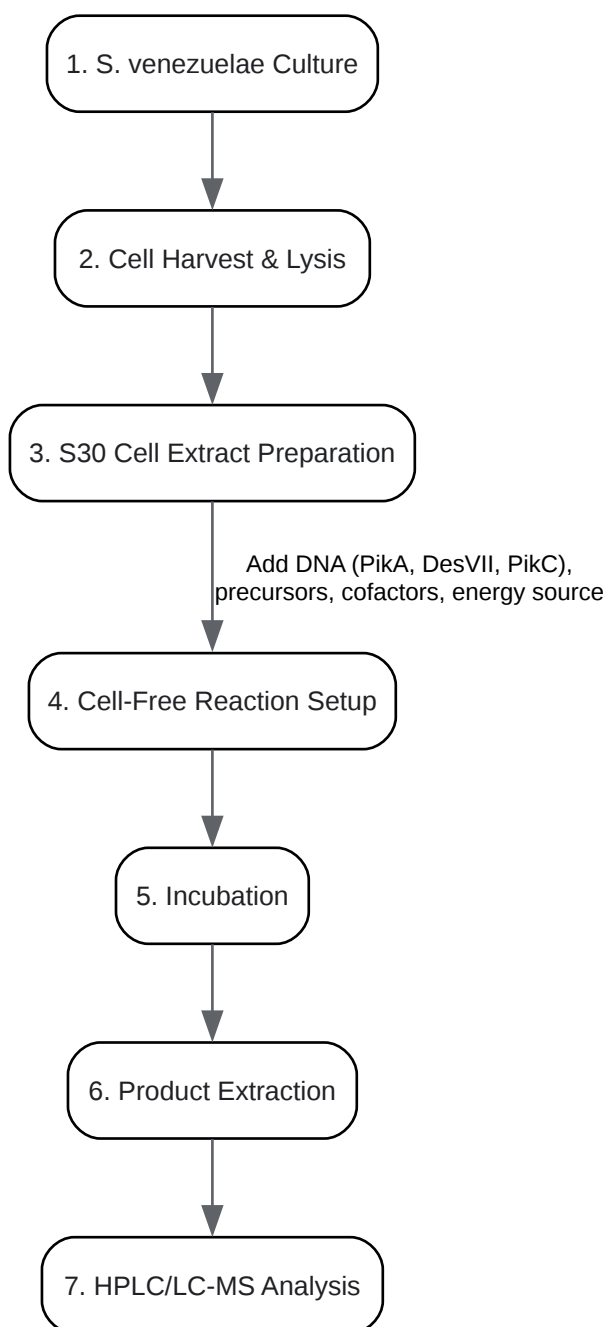 1. S. venezuelae Culture
2. Cell Harvest & Lysis
3. S30 Cell Extract Preparation
Add DNA (PikA, DesVII, PikC),
precursors, cofactors, energy source
4. Cell-Free Reaction Setup
5. Incubation
6. Product Extraction
7. HPLC/LC-MS Analysis